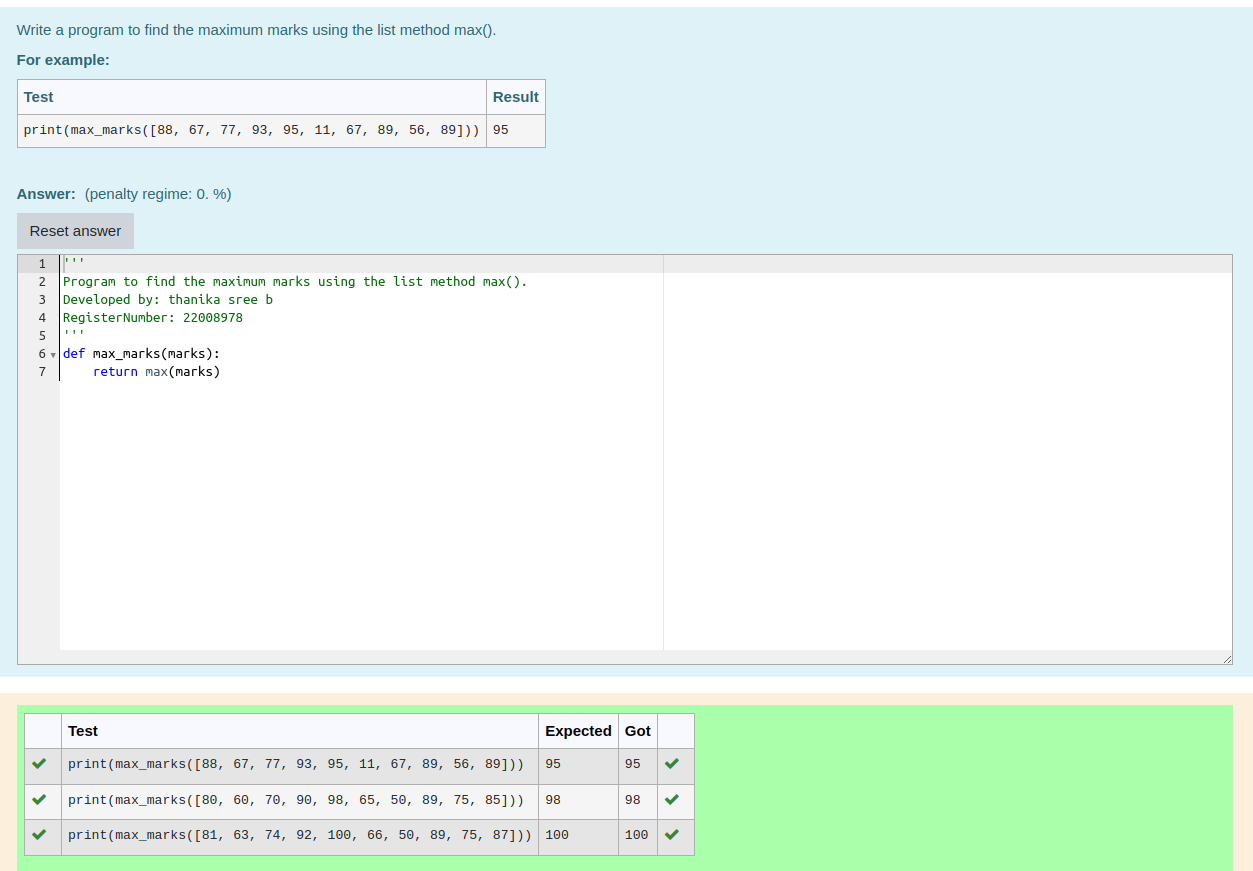 Write a program to find the maximum marks using the list method max().
For example:
Test Result
print(max_marks([88, 67, 77, 93, 95, 11, 67, 89, 56, 89])) 95
Answer: (penalty regime: 0. %)
Reset answer
1 '''
2 Program to find the maximum marks using the list method max().
3 Developed by: thanika sree b
4 RegisterNumber: 22008978
5 '''
6 def max_marks(marks):
7     return max(marks)
Test Expected Got
print(max_marks([88, 67, 77, 93, 95, 11, 67, 89, 56, 89])) 95 95
print(max_marks([80, 60, 70, 90, 98, 65, 50, 89, 75, 85])) 98 98
print(max_marks([81, 63, 74, 92, 100, 66, 50, 89, 75, 87])) 100 100